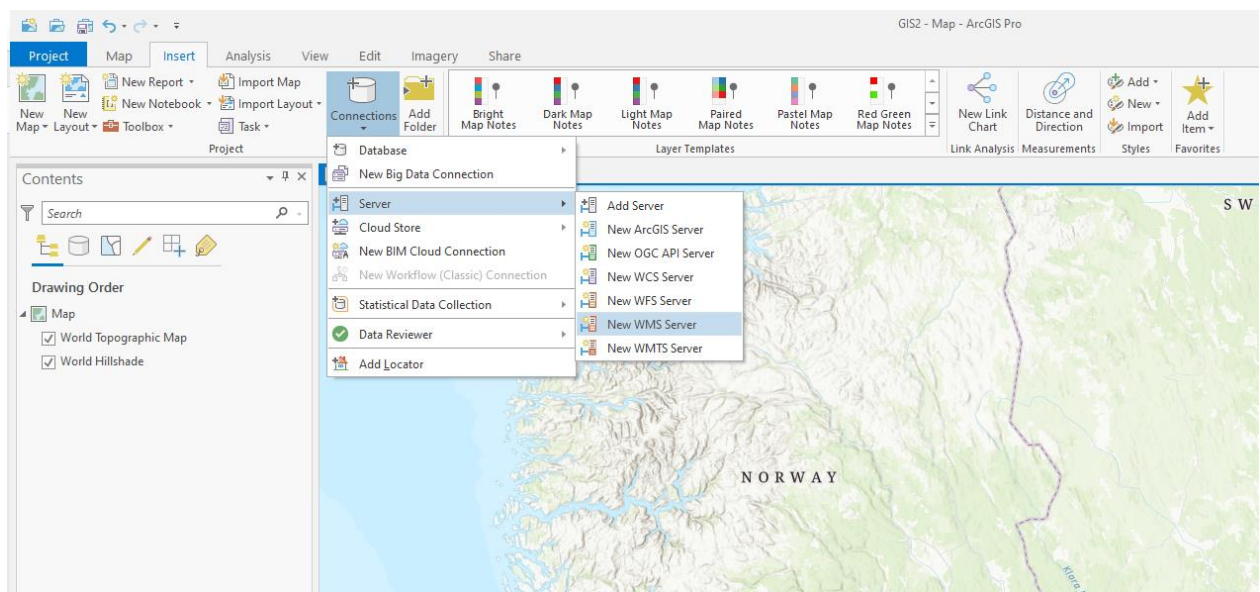 GIS2 - Map - ArcGIS Pro
Project Map Insert Analysis View Edit Imagery Share
New Map
New Layout
New Report
New Notebook
Toolbox
Import Map
Import Layout
Task
Connections
Add Folder
Bright Map Notes
Dark Map Notes
Light Map Notes
Paired Map Notes
Pastel Map Notes
Red Green Map Notes
New Link Chart
Distance and Direction
Add
New
Import
Add Item
Project
Layer Templates
Link Analysis
Measurements
Styles
Favorites
Contents
Search
Drawing Order
Map
World Topographic Map
World Hillshade
Database
New Big Data Connection
Server
Cloud Store
New BIM Cloud Connection
New Workflow (Classic) Connection
Statistical Data Collection
Data Reviewer
Add Locator
Add Server
New ArcGIS Server
New OGC API Server
New WCS Server
New WFS Server
New WMS Server
New WMTS Server
S W
NORWAY
Klara